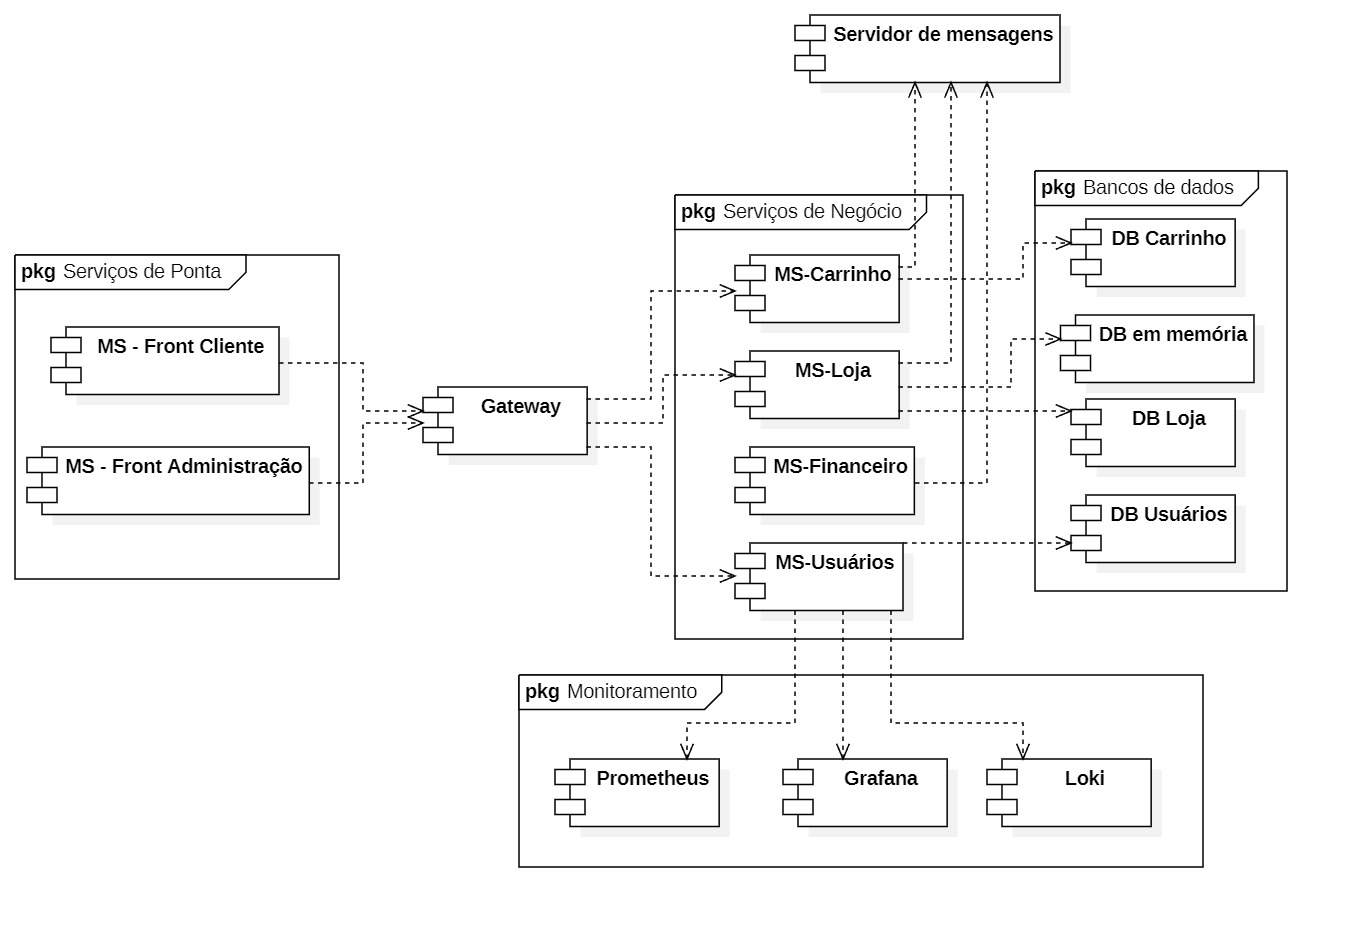 Servidor de mensagens
pkg Bancos de dados
pkg Serviços de Negócio
DB Carrinho
pkg Serviços de Ponta
MS-Carrinho
DB em memória
MS - Front Cliente
MS-Loja
Gateway
DB Loja
MS - Front Administração
MS-Financeiro
DB Usuários
MS-Usuários
pkg Monitoramento
Prometheus
Grafana
Loki